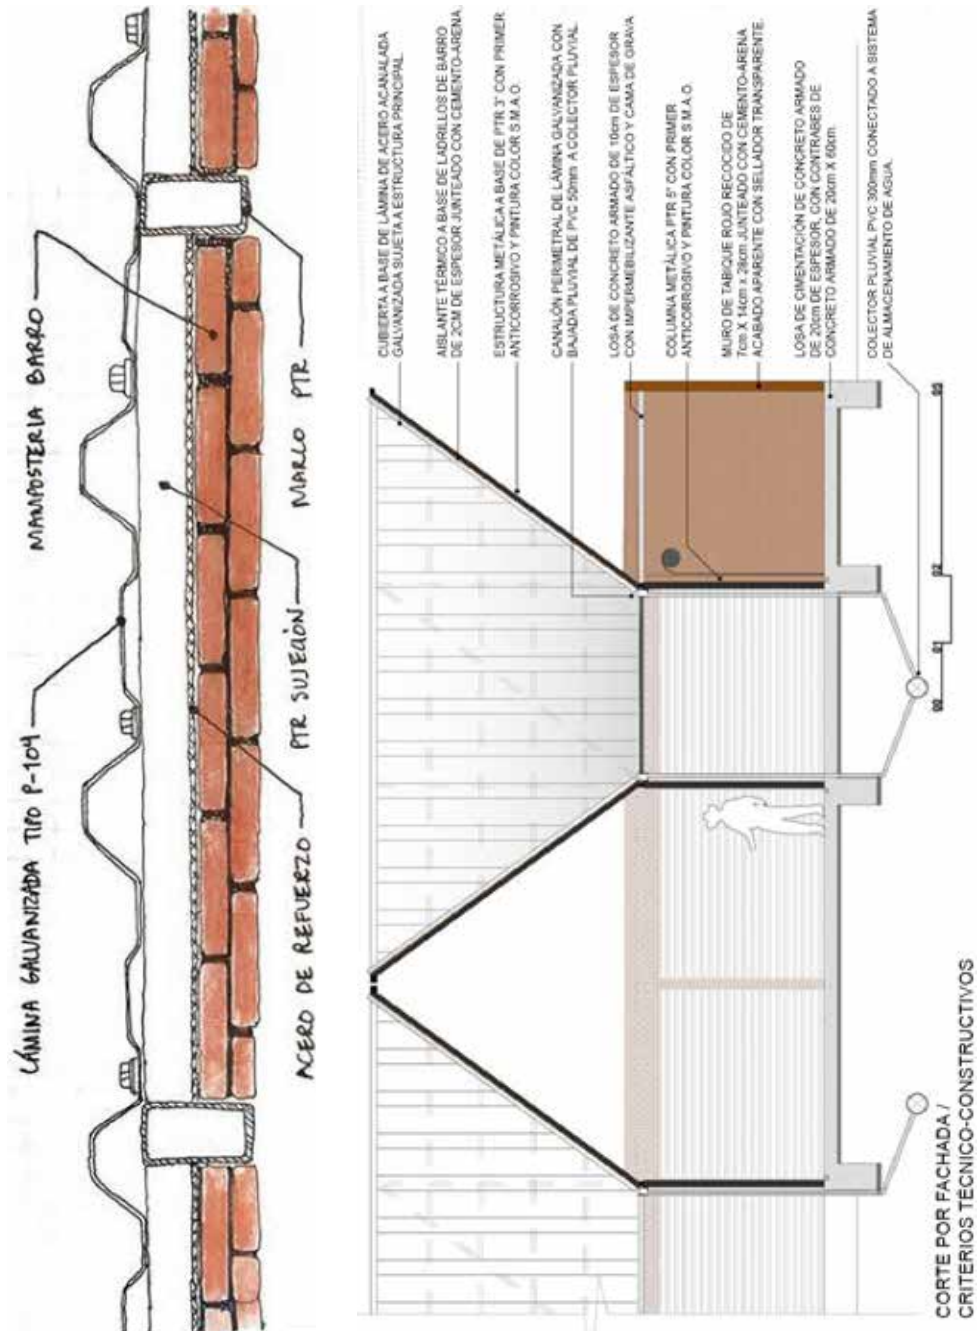 LÁMINA GALVANIZADA TIPO P-104
MAMPOSTERIA BARRO
ACERO DE REFUERZO
PTR SUJECIÓN
MARCO PTR
CUBIERTA A BASE DE LÁMINA DE ACERO ACANALADA
GALVANIZADA SUJETA A ESTRUCTURA PRINCIPAL.
AISLANTE TÉRMICO A BASE DE LADRILLOS DE BARRO
DE 2CM DE ESPESOR JUNTEADO CON CEMENTO-ARENA.
ESTRUCTURA METÁLICA A BASE DE PTR 3" CON PRIMER
ANTICORROSIVO Y PINTURA COLOR S.M.A.O.
CANALÓN PERIMETRAL DE LÁMINA GALVANIZADA CON
BAJADA PLUVIAL DE PVC 50mm A COLECTOR PLUVIAL
LOSA DE CONCRETO ARMADO DE 10cm DE ESPESOR
CON IMPERMEBILIZANTE ASFÁLTICO Y CAMA DE GRAVA
COLUMNA METÁLICA PTR 5" CON PRIMER
ANTICORROSIVO Y PINTURA COLOR S.M.A.O.
MURO DE TABIQUE ROJO RECOCIDO DE
7cm X 14cm x 28cm JUNTEADO CON CEMENTO-ARENA
ACABADO APARENTE CON SELLADOR TRANSPARENTE.
LOSA DE CIMENTACIÓN DE CONCRETO ARMADO
DE 20cm DE ESPESOR, CON CONTRABES DE
CONCRETO ARMADO DE 20cm X 60cm.
COLECTOR PLUVIAL PVC 300mm CONECTADO A SISTEMA
DE ALMACENAMIENTO DE AGUA.
00 01 02 03
CORTE POR FACHADA /
CRITERIOS TÉCNICO-CONSTRUCTIVOS